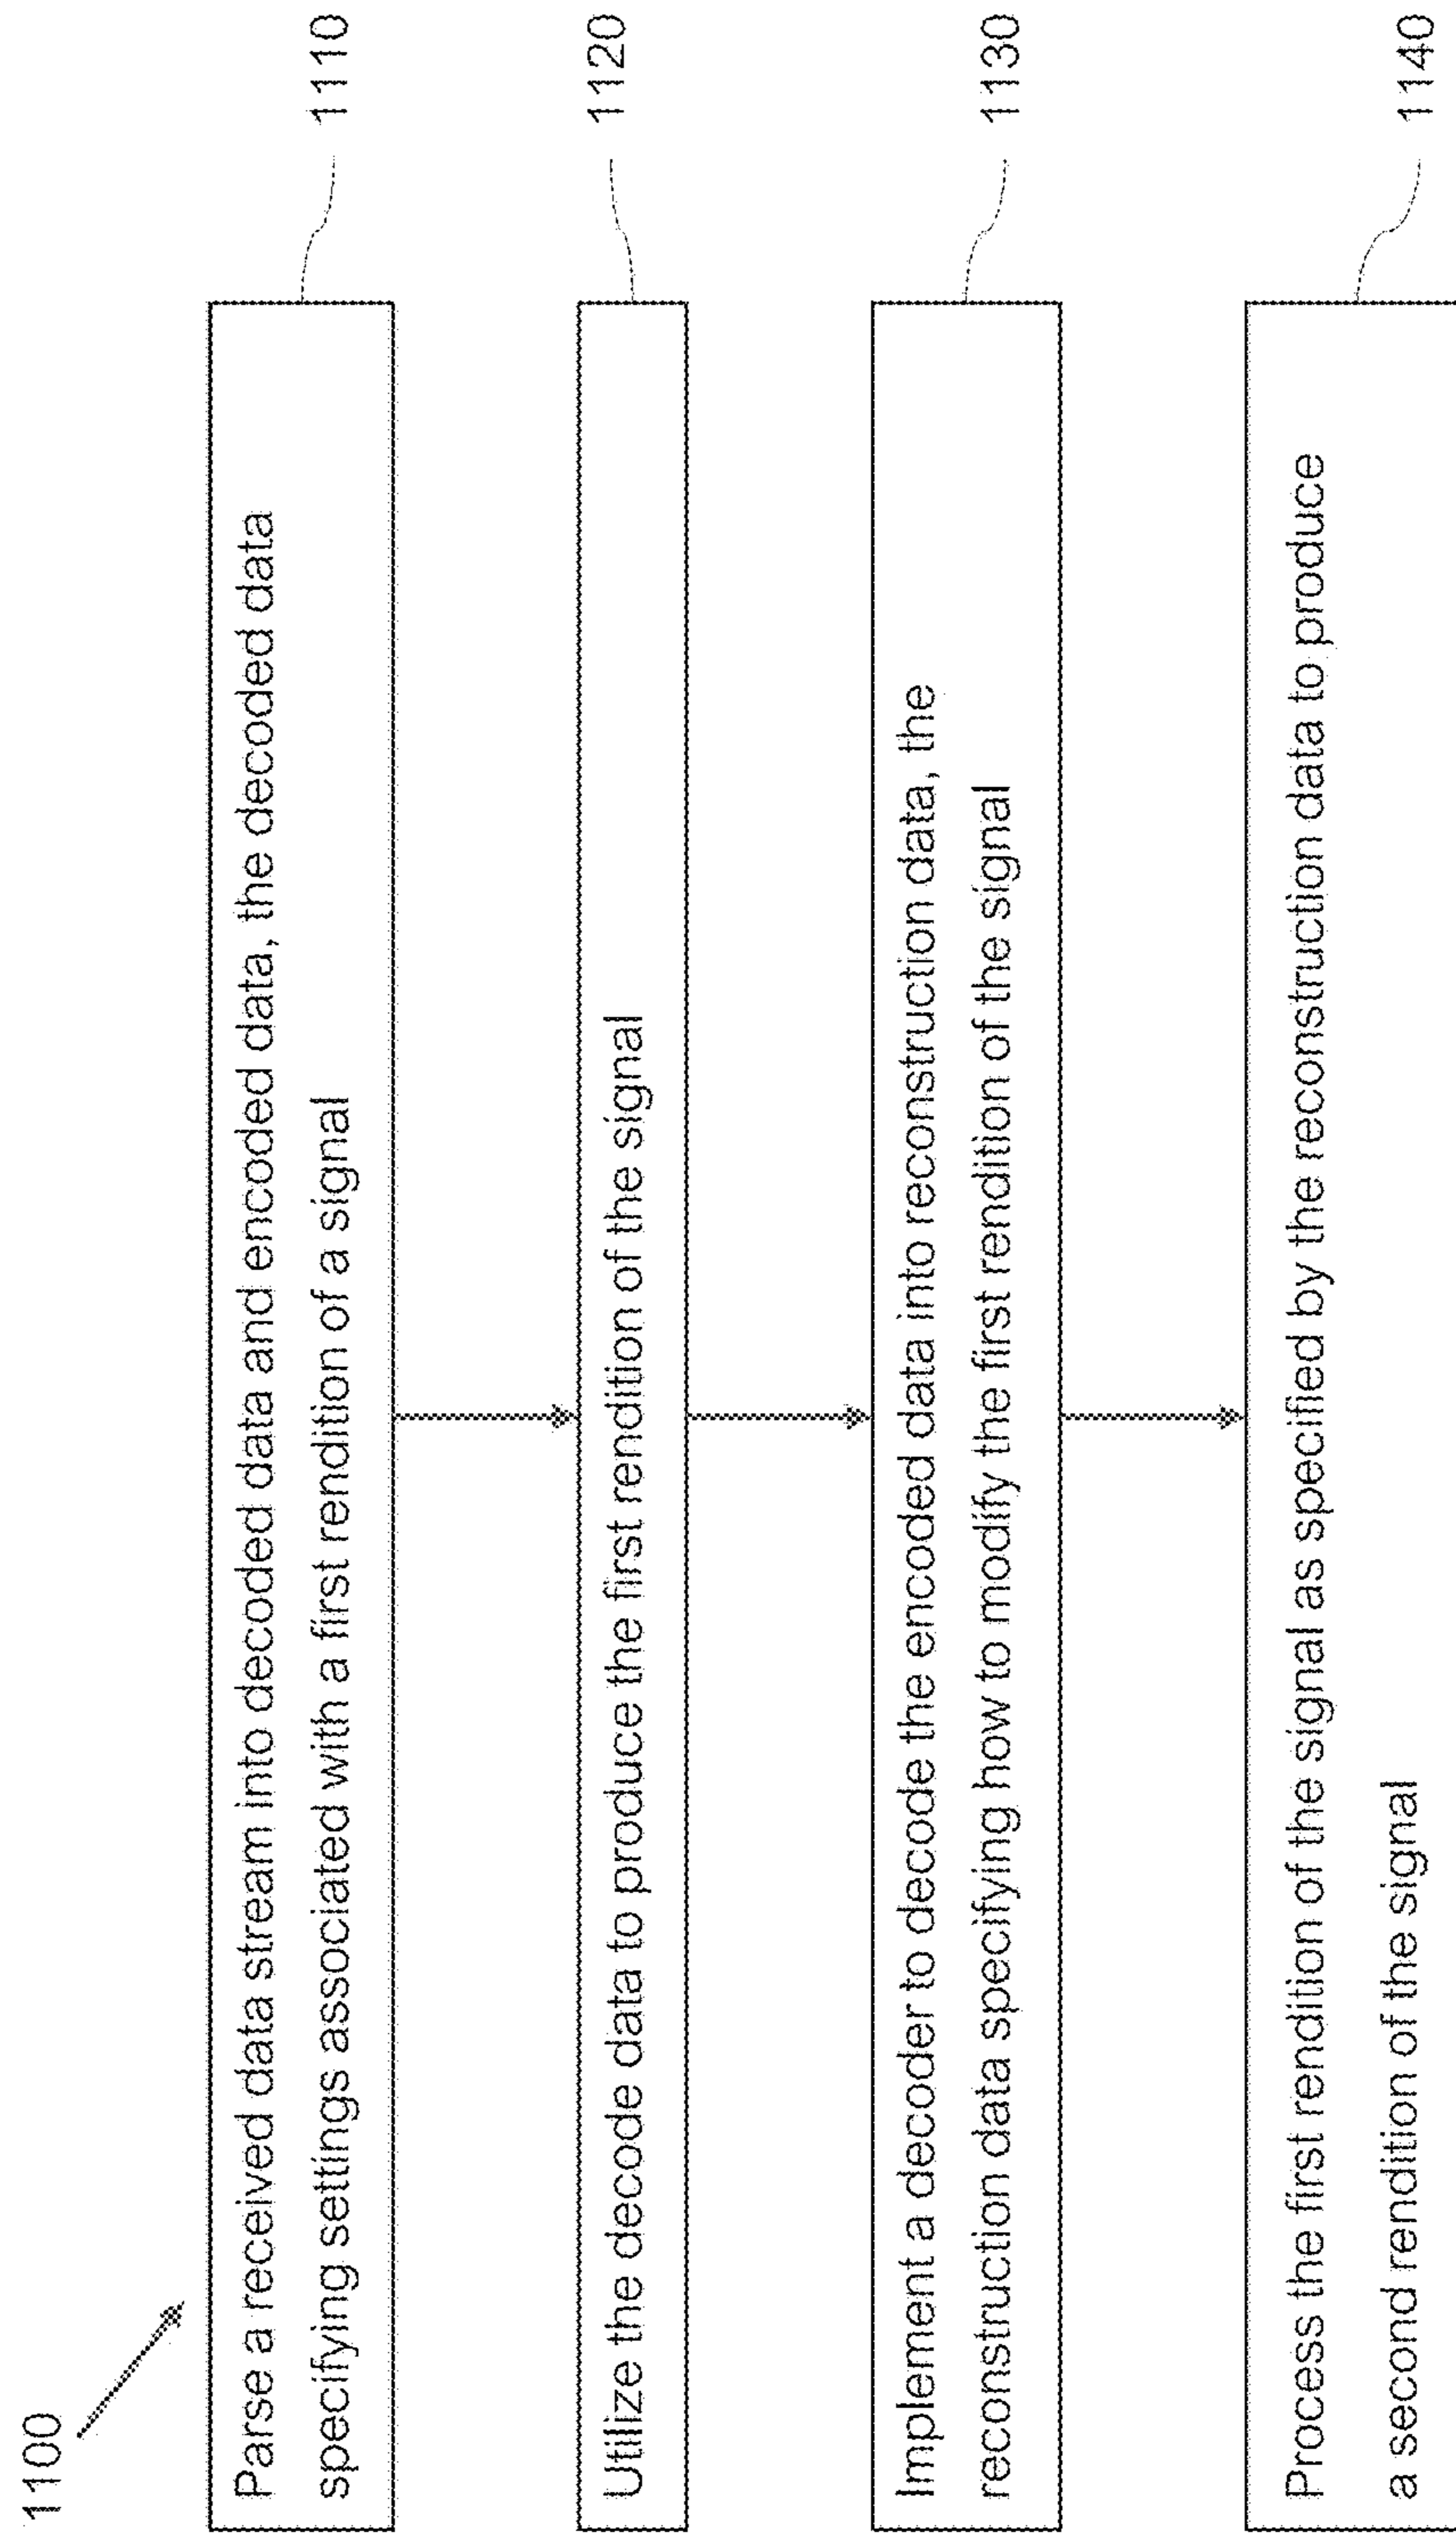 1100
Parse a received data stream into decoded data and encoded data, the decoded data
specifying settings associated with a first rendition of a signal
1110
Utilize the decode data to produce the first rendition of the signal
1120
Implement a decoder to decode the encoded data into reconstruction data, the
reconstruction data specifying how to modify the first rendition of the signal
1130
Process the first rendition of the signal as specified by the reconstruction data to produce
a second rendition of the signal
1140